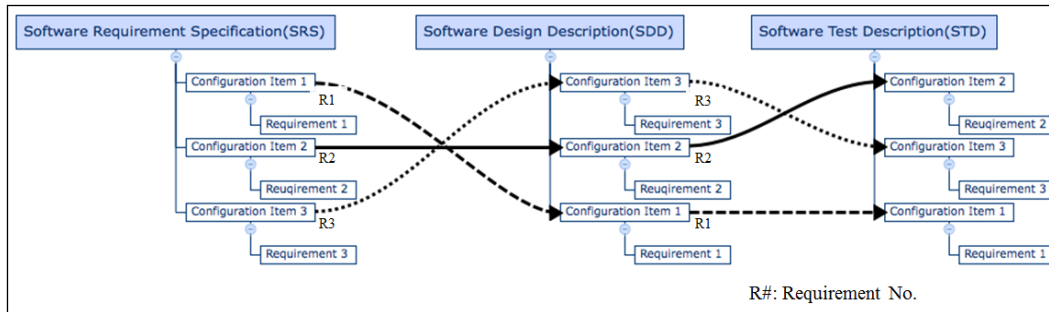 Software Requirement Specification(SRS)
Configuration Item 1
R1
Requirement 1
Configuration Item 2
R2
Reuqirement 2
Configuration Item 3
R3
Requirement 3
Software Design Description(SDD)
Configuration Item 3
R3
Requirement 3
Configuration Item 2
R2
Reuqirement 2
Configuration Item 1
R1
Requirement 1
Software Test Description(STD)
Configuration Item 2
Reuqirement 2
Configuration Item 3
Requirement 3
Configuration Item 1
Requirement 1
R#: Requirement No.